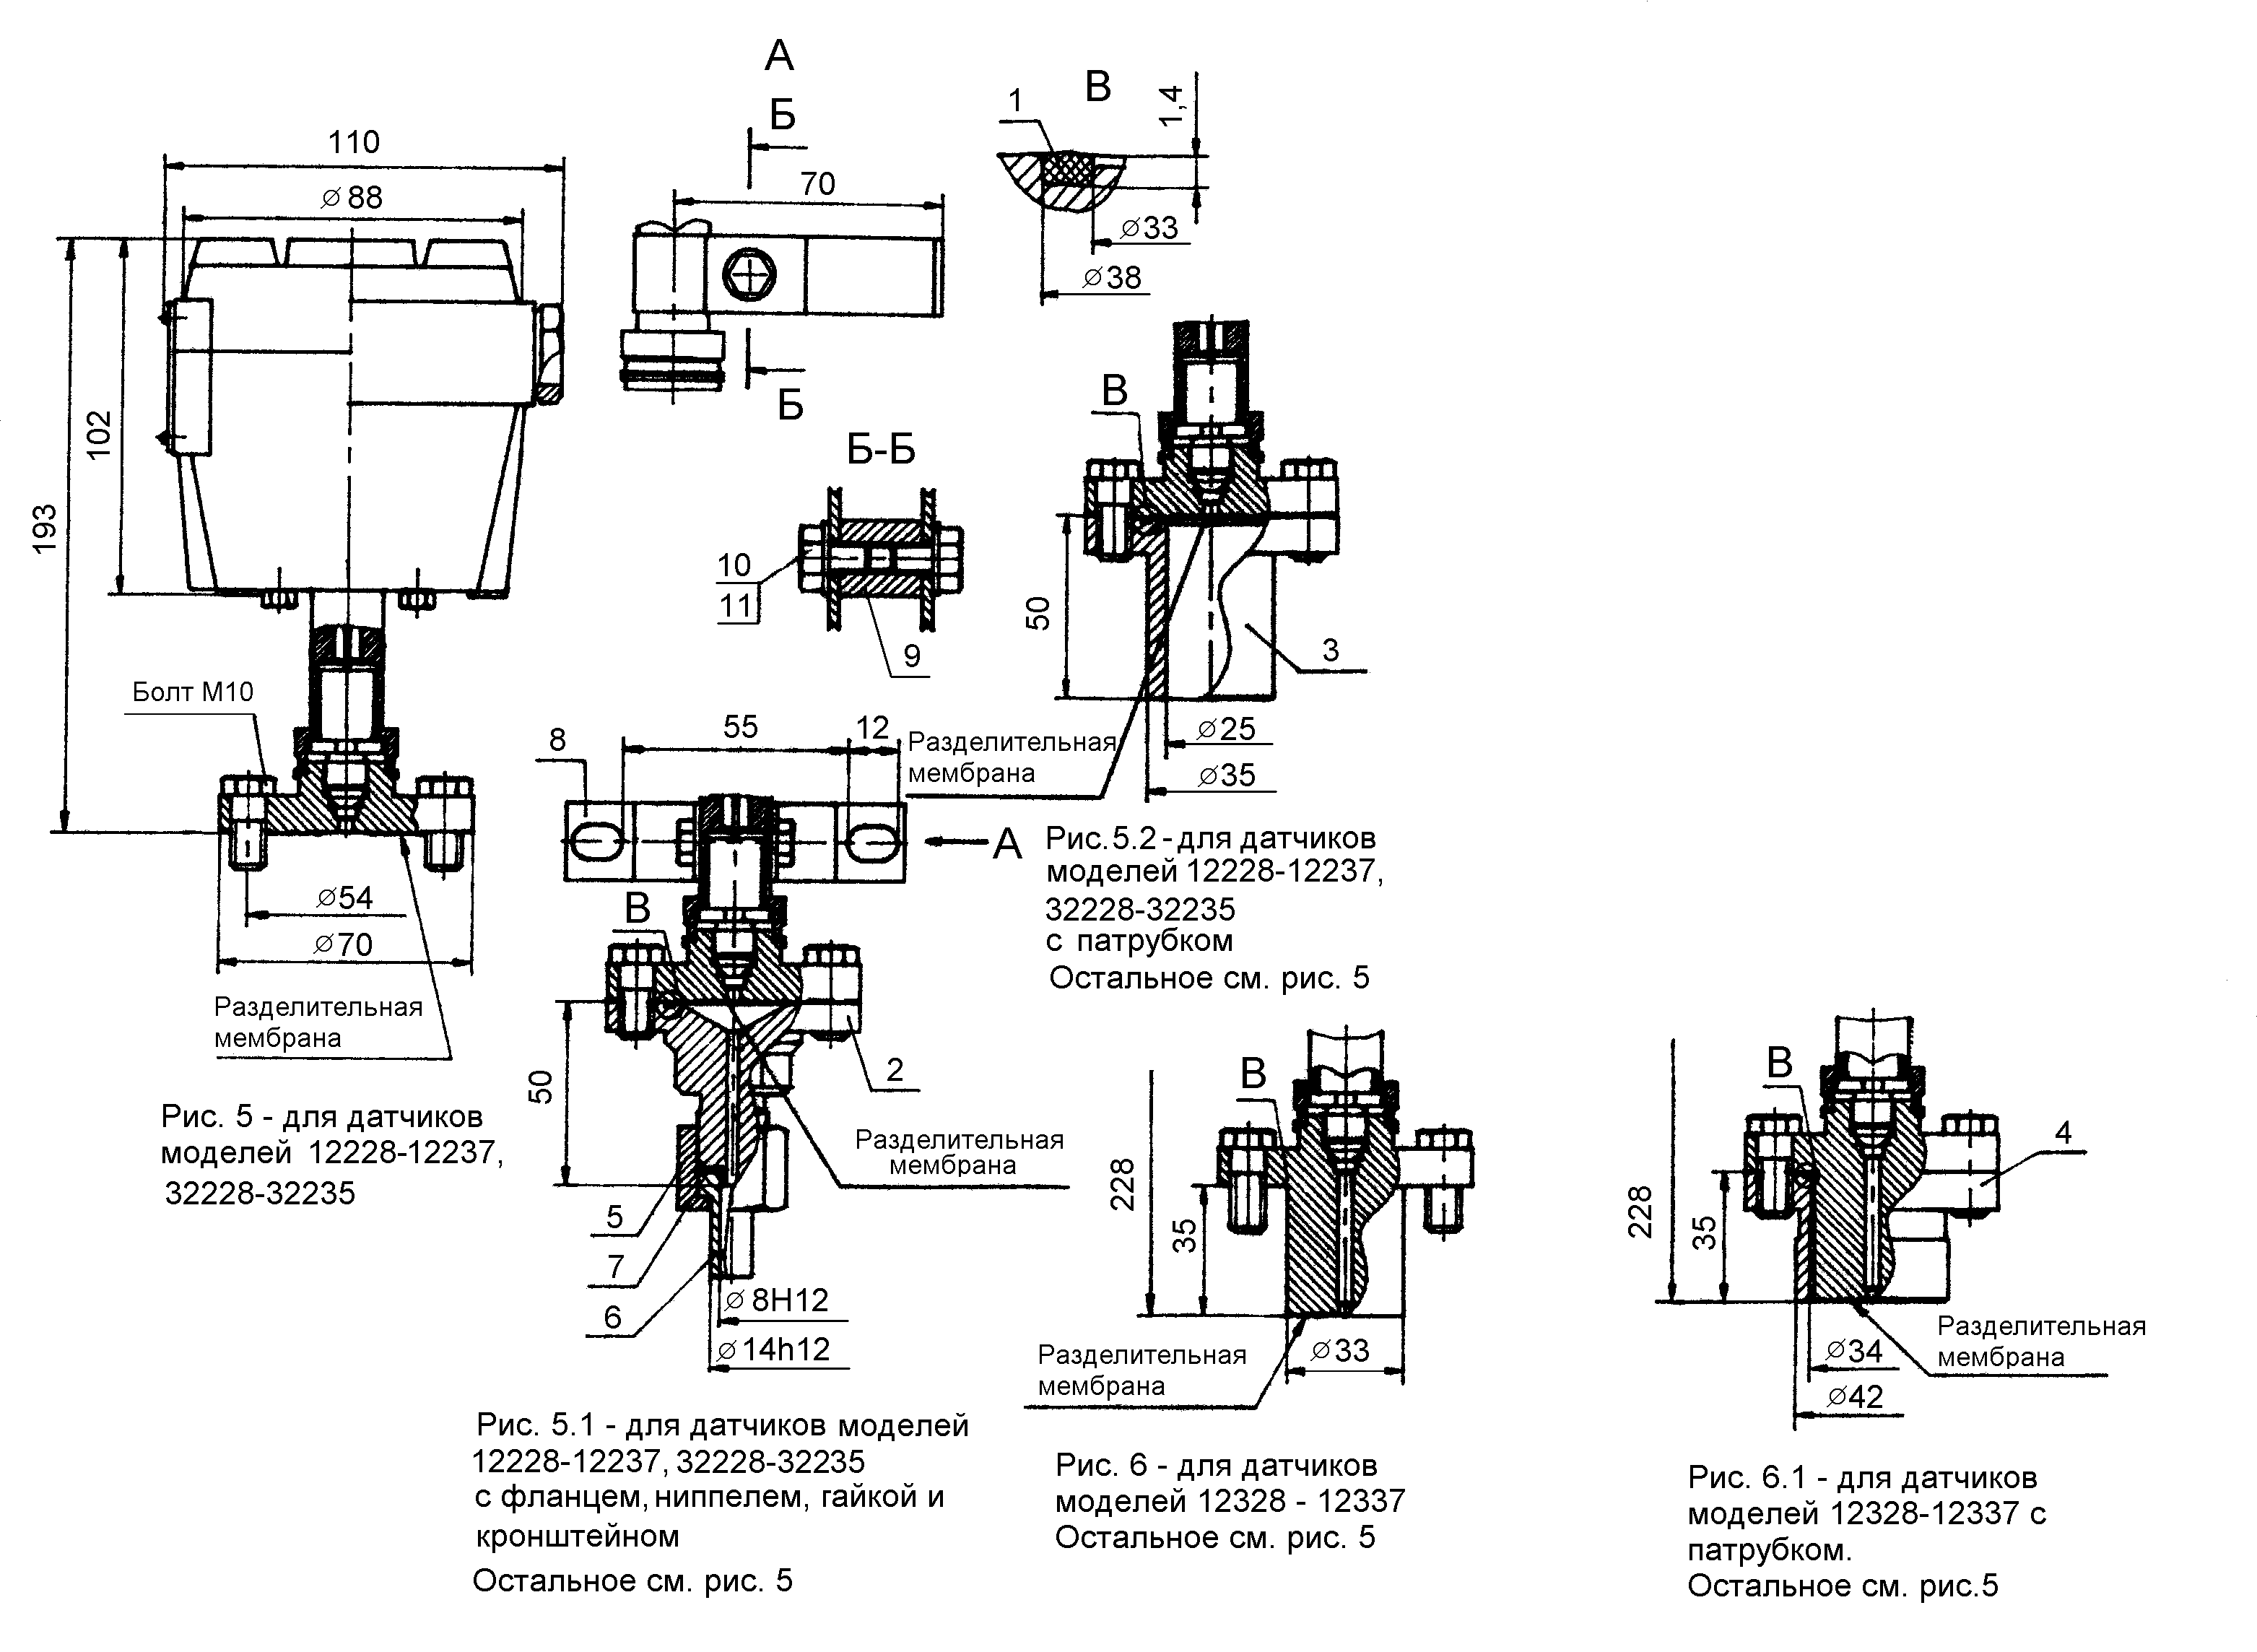 110
⌀88
193
102
Болт М10
⌀54
⌀70
Разделительная
мембрана
Рис. 5 - для датчиков
моделей 12228-12237,
32228-32235
А
Б
70
Б
Б-Б
10
11
9
В
1
1,4
⌀33
⌀38
В
50
3
⌀25
⌀35
Разделительная
мембрана
Рис.5.2-для датчиков
моделей 12228-12237,
32228-32235
с патрубком
Остальное см. рис. 5
8
55
12
А
В
50
2
Разделительная
мембрана
5
7
6
⌀8Н12
⌀14h12
Рис. 5.1 - для датчиков моделей
12228-12237, 32228-32235
с фланцем, ниппелем, гайкой и
кронштейном
Остальное см. рис. 5
В
228
35
⌀33
Разделительная
мембрана
Рис. 6 - для датчиков
моделей 12328 - 12337
Остальное см. рис. 5
В
4
228
35
⌀34
⌀42
Разделительная
мембрана
Рис. 6.1 - для датчиков
моделей 12328-12337 с
патрубком.
Остальное см. рис.5